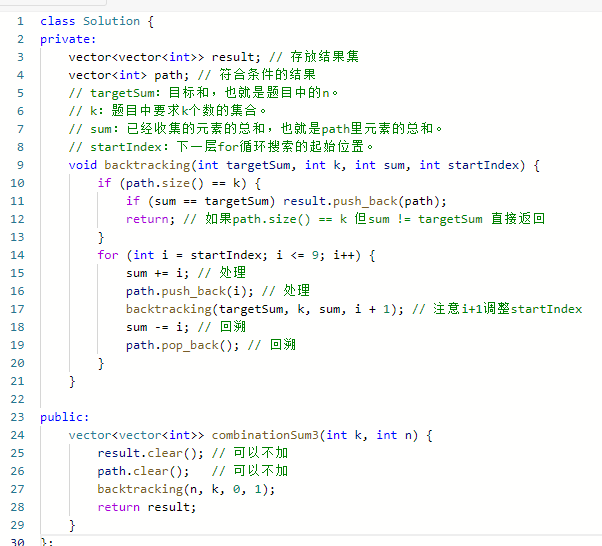 1 class Solution {
2 private:
3     vector<vector<int>> result; // 存放结果集
4     vector<int> path; // 符合条件的结果
5     // targetSum：目标和，也就是题目中的n。
6     // k：题目中要求k个数的集合。
7     // sum：已经收集的元素的总和，也就是path里元素的总和。
8     // startIndex：下一层for循环搜索的起始位置。
9     void backtracking(int targetSum, int k, int sum, int startIndex) {
10         if (path.size() == k) {
11             if (sum == targetSum) result.push_back(path);
12             return; // 如果path.size() == k 但sum != targetSum 直接返回
13         }
14         for (int i = startIndex; i <= 9; i++) {
15             sum += i; // 处理
16             path.push_back(i); // 处理
17             backtracking(targetSum, k, sum, i + 1); // 注意i+1调整startIndex
18             sum -= i; // 回溯
19             path.pop_back(); // 回溯
20         }
21     }
22
23 public:
24     vector<vector<int>> combinationSum3(int k, int n) {
25         result.clear(); // 可以不加
26         path.clear();   // 可以不加
27         backtracking(n, k, 0, 1);
28         return result;
29     }
30 };